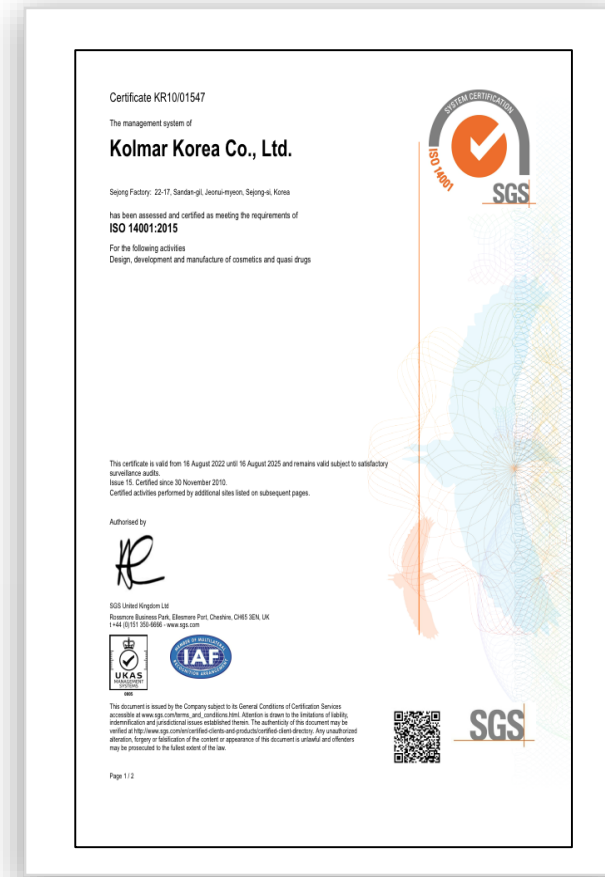 Certificate KR10/01547
The management system of
Kolmar Korea Co., Ltd.
Sejong Factory: 22-17, Sandan-gil, Jeonui-myeon, Sejong-si, Korea
has been assessed and certified as meeting the requirements of
ISO 14001:2015
For the following activities
Design, development and manufacture of cosmetics and quasi drugs
SYSTEM CERTIFICATION
ISO 14001
SGS
This certificate is valid from 16 August 2022 until 16 August 2025 and remains valid subject to satisfactory
surveillance audits.
Issue 15. Certified since 30 November 2010.
Certified activities performed by additional sites listed on subsequent pages.
Authorised by
SGS United Kingdom Ltd
Rossmore Business Park, Ellesmere Port, Cheshire, CH65 3EN, UK
t +44 (0)151 350-6666 - www.sgs.com
UKAS
MANAGEMENT
SYSTEMS
0005
MEMBER OF MULTILATERAL
IAF
RECOGNITION ARRANGEMENT
This document is issued by the Company subject to its General Conditions of Certification Services
accessible at www.sgs.com/terms_and_conditions.html. Attention is drawn to the limitations of liability,
indemnification and jurisdictional issues established therein. The authenticity of this document may be
verified at http://www.sgs.com/en/certified-clients-and-products/certified-client-directory. Any unauthorized
alteration, forgery or falsification of the content or appearance of this document is unlawful and offenders
may be prosecuted to the fullest extent of the law.
SGS
Page 1 / 2